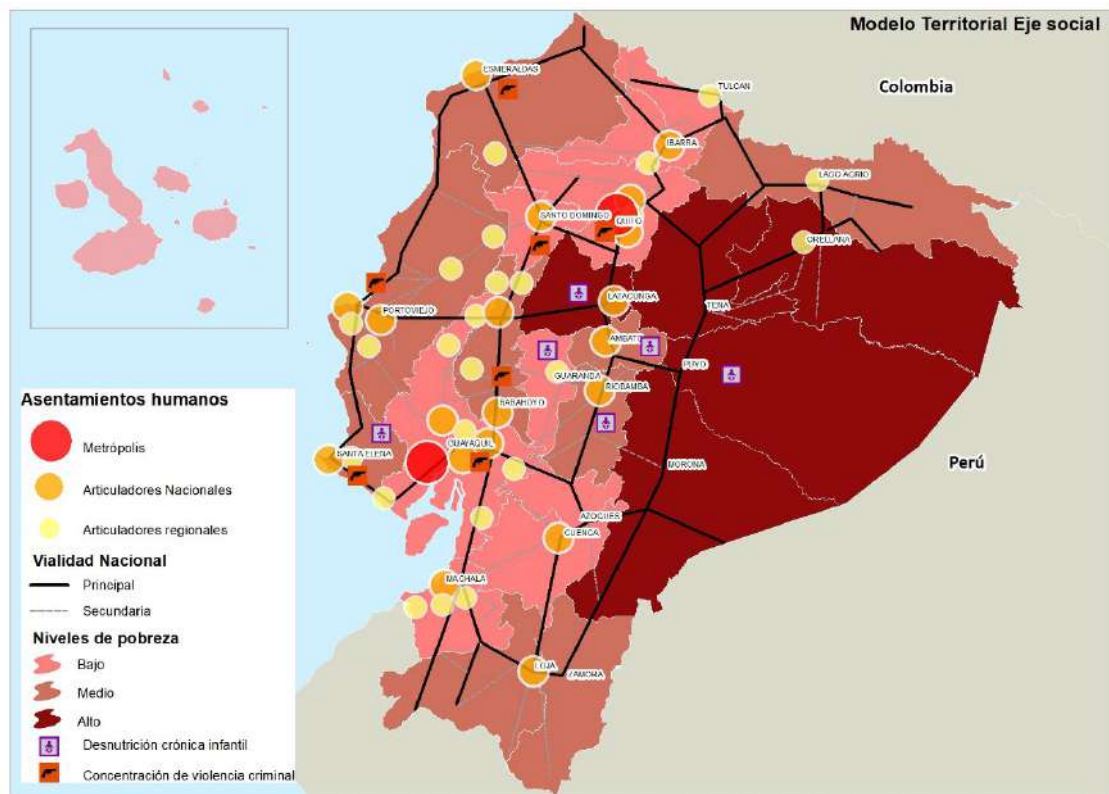 Modelo Territorial Eje social
Colombia
Perú
ESMERALDAS
TULCAN
IBARRA
LAGO AGRIO
SANTO DOMINGO
QUITO
ORELLANA
LATACUNGA
TENA
PORTOVIEJO
AMBATO
PUYO
GUARANDA
RIOBAMBA
BABAHOYO
GUAYAQUIL
SANTA ELENA
MORONA
AZOGUES
CUENCA
MACHALA
LOJA
ZAMORA
Asentamientos humanos
Metrópolis
Articuladores Nacionales
Articuladores regionales
Vialidad Nacional
Principal
Secundaria
Niveles de pobreza
Bajo
Medio
Alto
Desnutrición crónica infantil
Concentración de violencia criminal